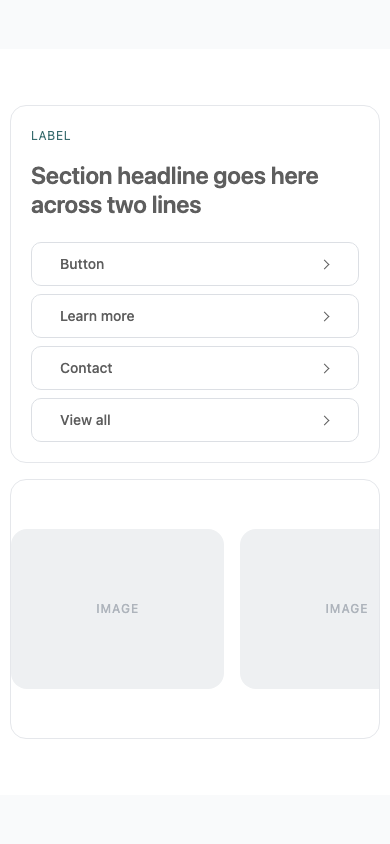 LABEL
Section headline goes here
across two lines
Button
Learn more
Contact
View all
IMAGE
IMAGE